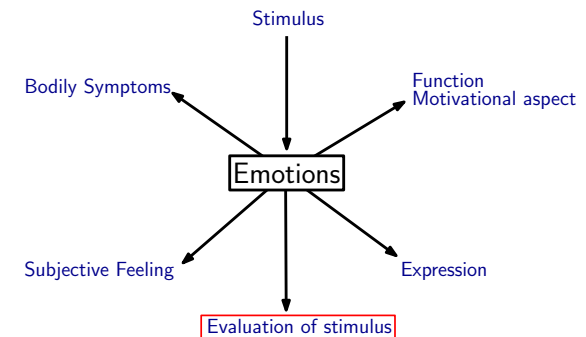 Stimulus
Bodily Symptoms
Function
Motivational aspect
Emotions
Subjective Feeling
Expression
Evaluation of stimulus